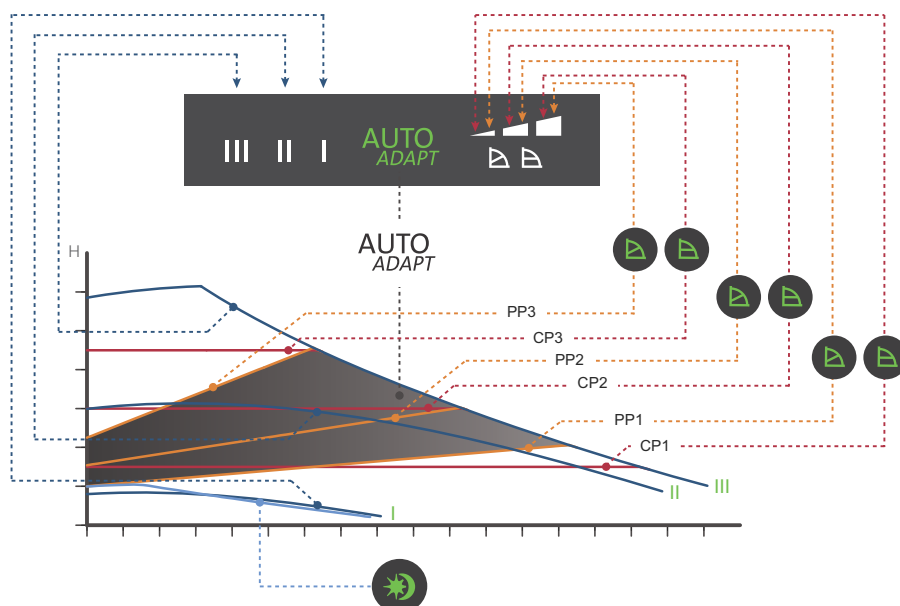 III II I AUTO
ADAPT
AUTO
ADAPT
H
PP3
CP3
PP2
CP2
PP1
CP1
III
II
I